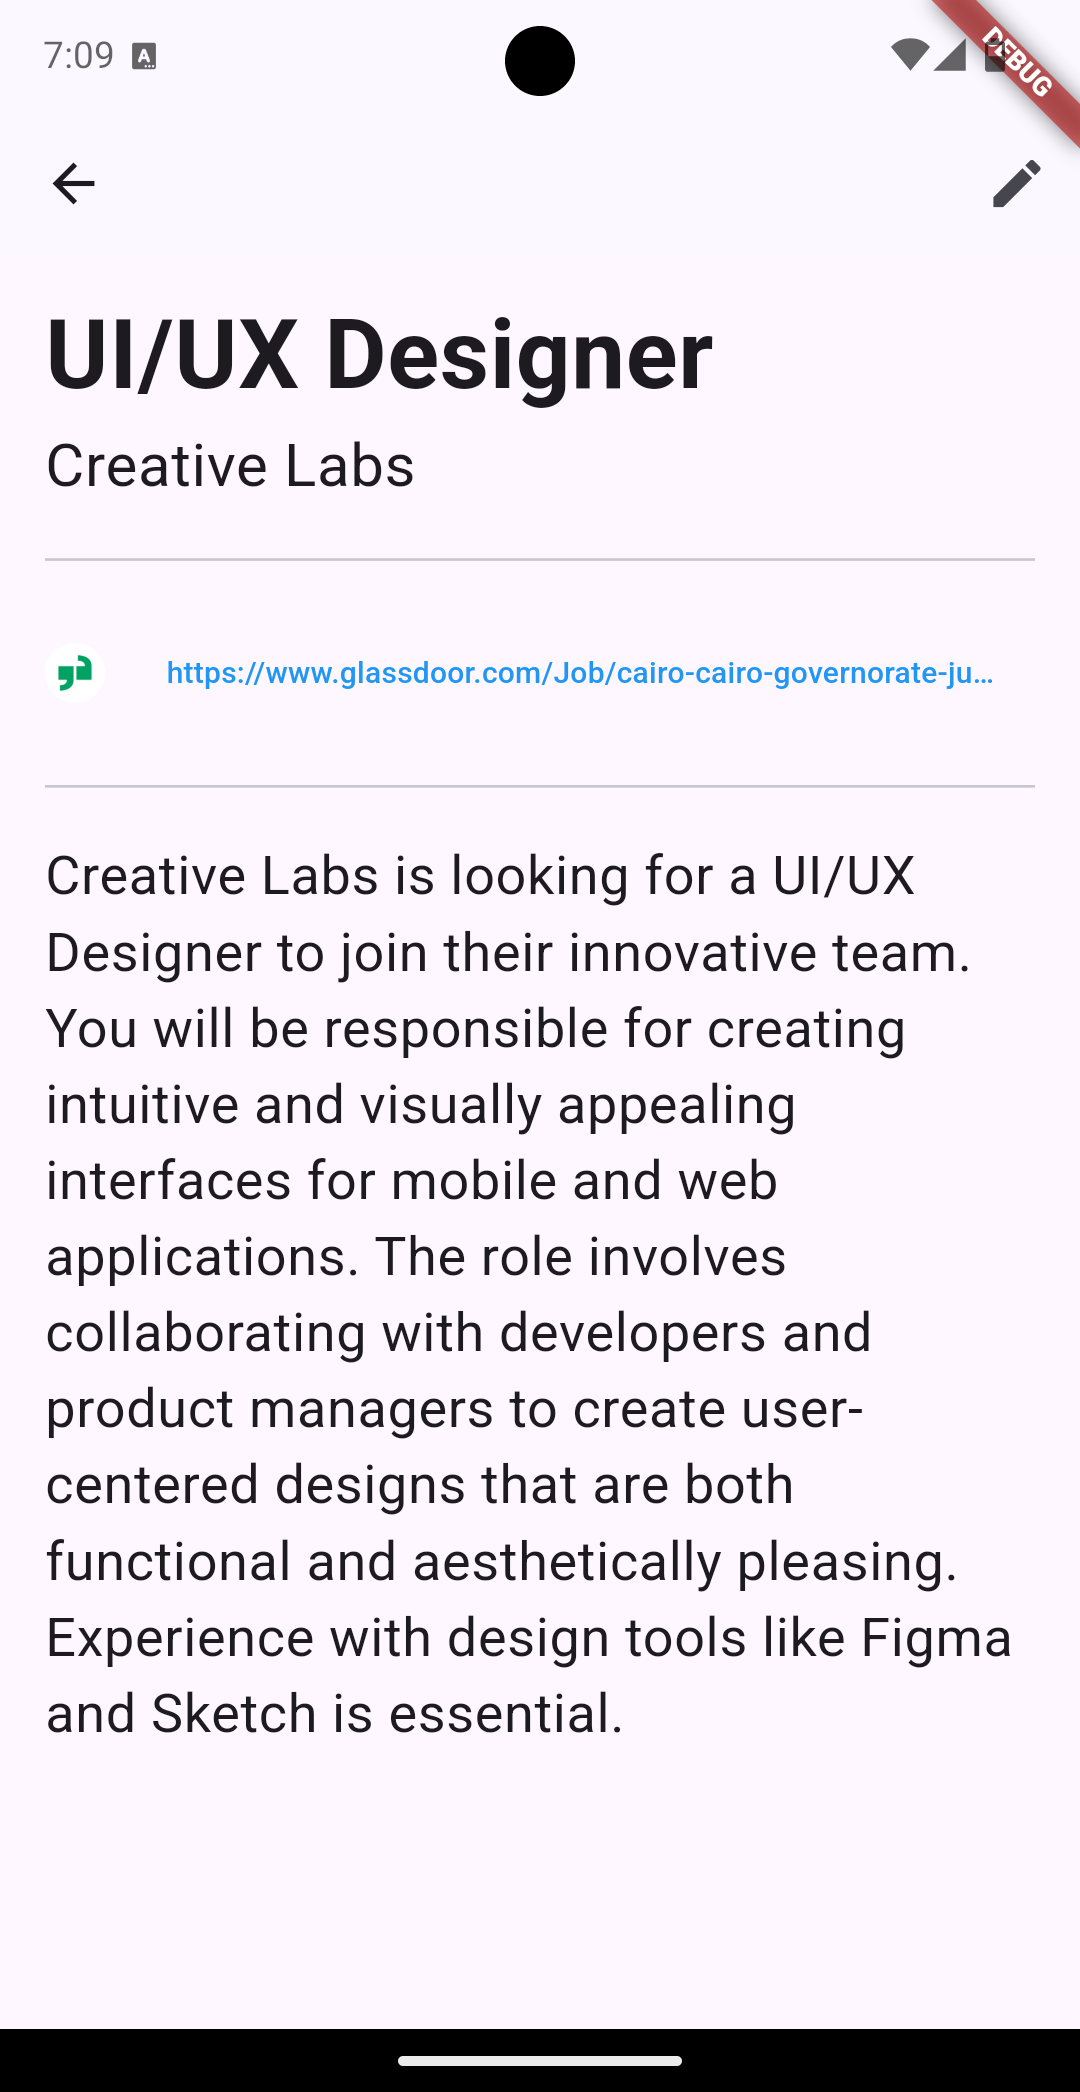 7:09
A
DEBUG
UI/UX Designer
Creative Labs
https://www.glassdoor.com/Job/cairo-cairo-governorate-ju...
Creative Labs is looking for a UI/UX
Designer to join their innovative team.
You will be responsible for creating
intuitive and visually appealing
interfaces for mobile and web
applications. The role involves
collaborating with developers and
product managers to create user-
centered designs that are both
functional and aesthetically pleasing.
Experience with design tools like Figma
and Sketch is essential.